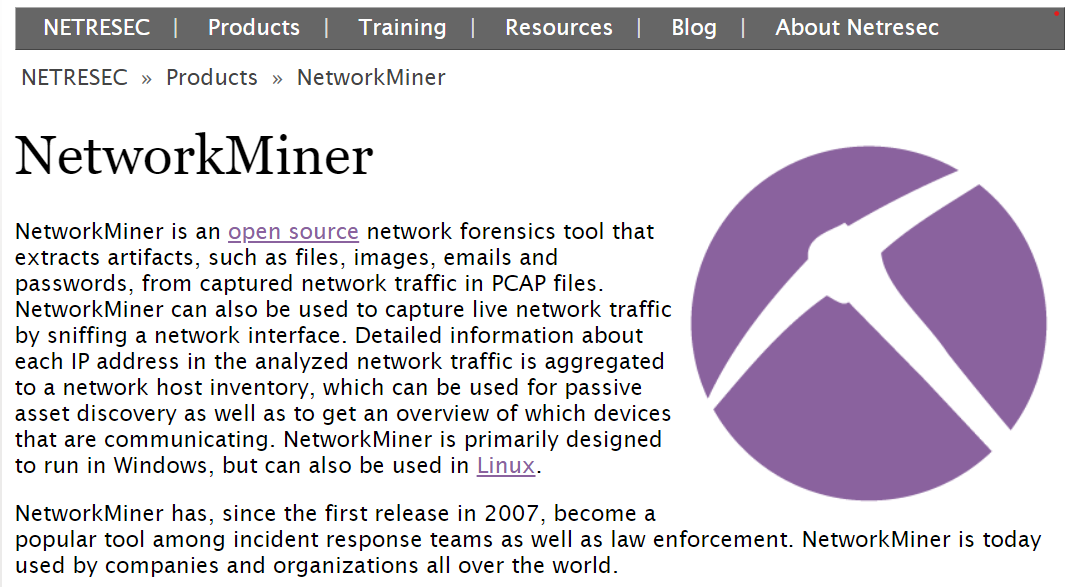 NETRESEC | Products | Training | Resources | Blog | About Netresec
NETRESEC » Products » NetworkMiner
NetworkMiner
NetworkMiner is an open source network forensics tool that
extracts artifacts, such as files, images, emails and
passwords, from captured network traffic in PCAP files.
NetworkMiner can also be used to capture live network traffic
by sniffing a network interface. Detailed information about
each IP address in the analyzed network traffic is aggregated
to a network host inventory, which can be used for passive
asset discovery as well as to get an overview of which devices
that are communicating. NetworkMiner is primarily designed
to run in Windows, but can also be used in Linux.
NetworkMiner has, since the first release in 2007, become a
popular tool among incident response teams as well as law enforcement. NetworkMiner is today
used by companies and organizations all over the world.